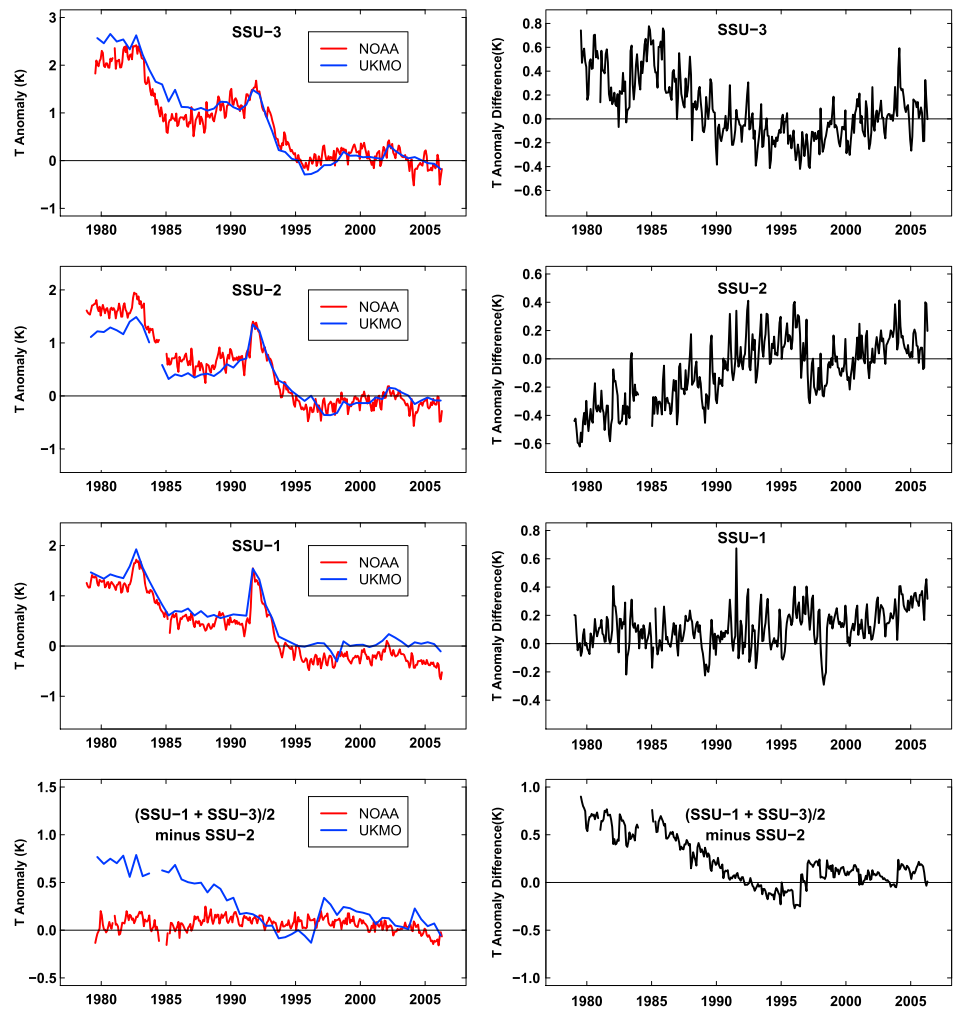 SSU−3
NOAA
UKMO
T Anomaly (K)
3
2
1
0
−1
1980 1985 1990 1995 2000 2005
SSU−3
T Anomaly Difference(K)
0.8
0.6
0.4
0.2
−0.0
−0.2
−0.4
−0.6
1980 1985 1990 1995 2000 2005
SSU−2
NOAA
UKMO
T Anomaly (K)
2
1
0
−1
1980 1985 1990 1995 2000 2005
SSU−2
T Anomaly Difference(K)
0.6
0.4
0.2
−0.0
−0.2
−0.4
−0.6
1980 1985 1990 1995 2000 2005
SSU−1
NOAA
UKMO
T Anomaly (K)
2
1
0
−1
1980 1985 1990 1995 2000 2005
SSU−1
T Anomaly Difference(K)
0.8
0.6
0.4
0.2
−0.0
−0.2
−0.4
1980 1985 1990 1995 2000 2005
(SSU−1 + SSU−3)/2
minus SSU−2
NOAA
UKMO
T Anomaly (K)
1.5
1.0
0.5
0.0
−0.5
1980 1985 1990 1995 2000 2005
(SSU−1 + SSU−3)/2
minus SSU−2
T Anomaly Difference(K)
1.0
0.5
−0.0
−0.5
−1.0
1980 1985 1990 1995 2000 2005